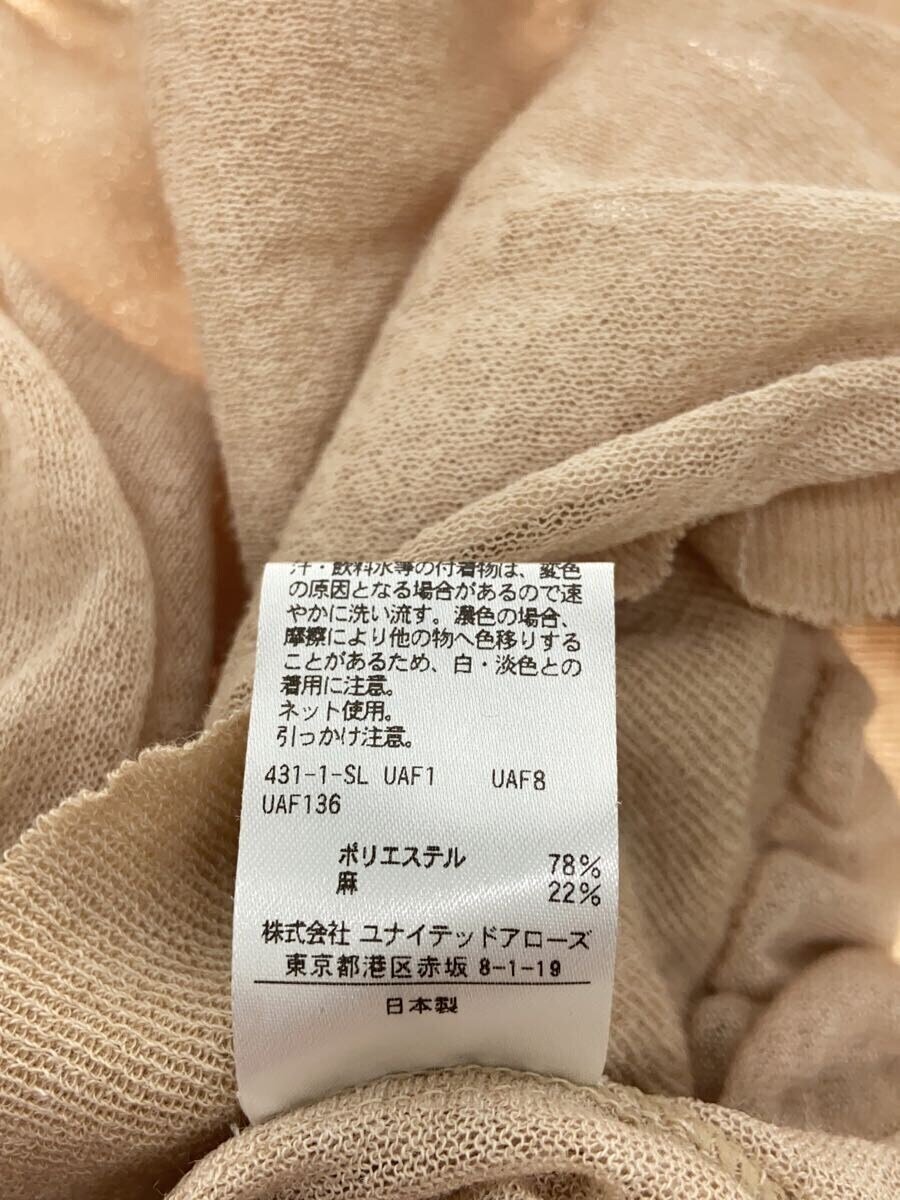 汗・飲料水等の付着物は、変色
の原因となる場合があるので速
やかに洗い流す。濃色の場合、
摩擦により他の物へ色移りする
ことがあるため、白・淡色との
着用に注意。
ネット使用。
引っかけ注意。
431-1-SL UAF1 UAF8
UAF136
ポリエステル 78%
麻 22%
株式会社 ユナイテッドアローズ
東京都港区赤坂 8-1-19
日本製